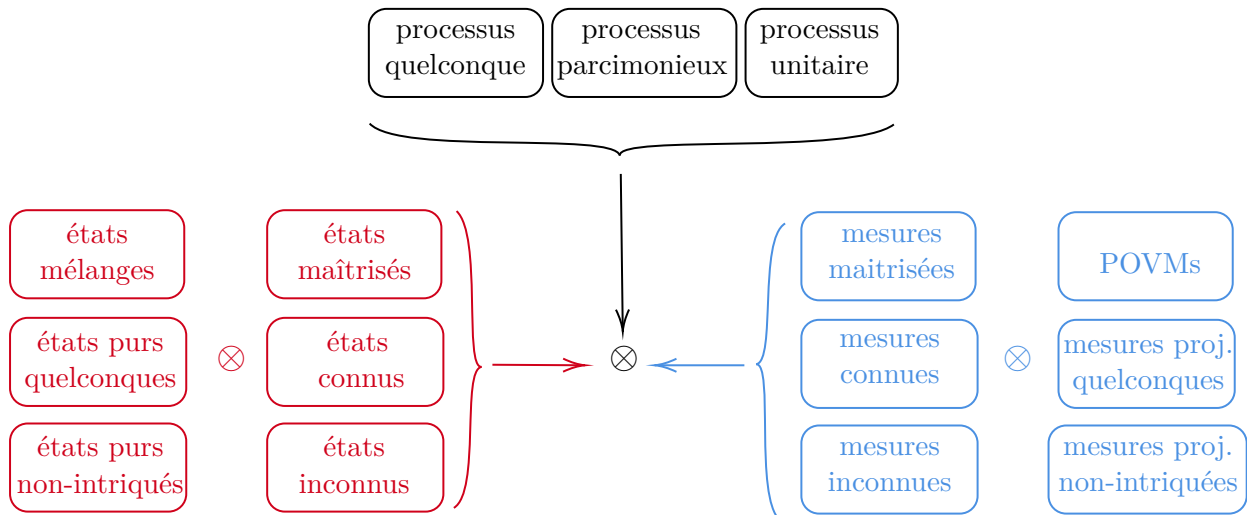 processus
quelconque
processus
parcimonieux
processus
unitaire
états
mélanges
états purs
quelconques
états purs
non-intriqués
⊗
états
maîtrisés
états
connus
états
inconnus
⊗
mesures
maitrisées
mesures
connues
mesures
inconnues
⊗
POVMs
mesures proj.
quelconques
mesures proj.
non-intriquées